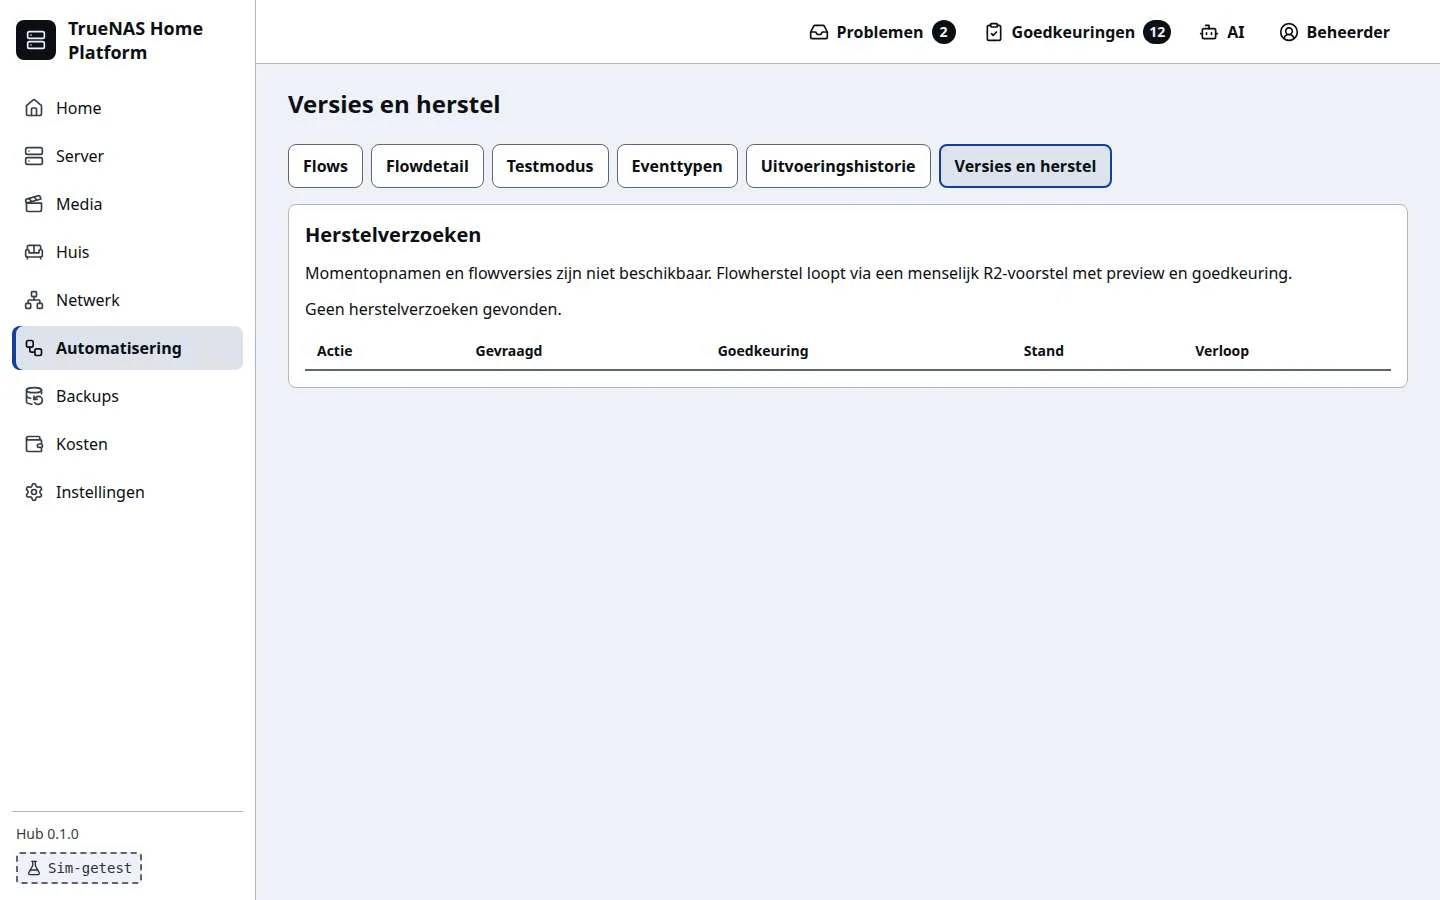 TrueNAS Home
Platform
Problemen 2
Goedkeuringen 12
AI
Beheerder
Home
Server
Media
Huis
Netwerk
Automatisering
Backups
Kosten
Instellingen
Hub 0.1.0
Sim-getest
Versies en herstel
Flows
Flowdetail
Testmodus
Eventtypen
Uitvoeringshistorie
Versies en herstel
Herstelverzoeken
Momentopnamen en flowversies zijn niet beschikbaar. Flowherstel loopt via een menselijk R2-voorstel met preview en goedkeuring.
Geen herstelverzoeken gevonden.
Actie Gevraagd Goedkeuring Stand Verloop